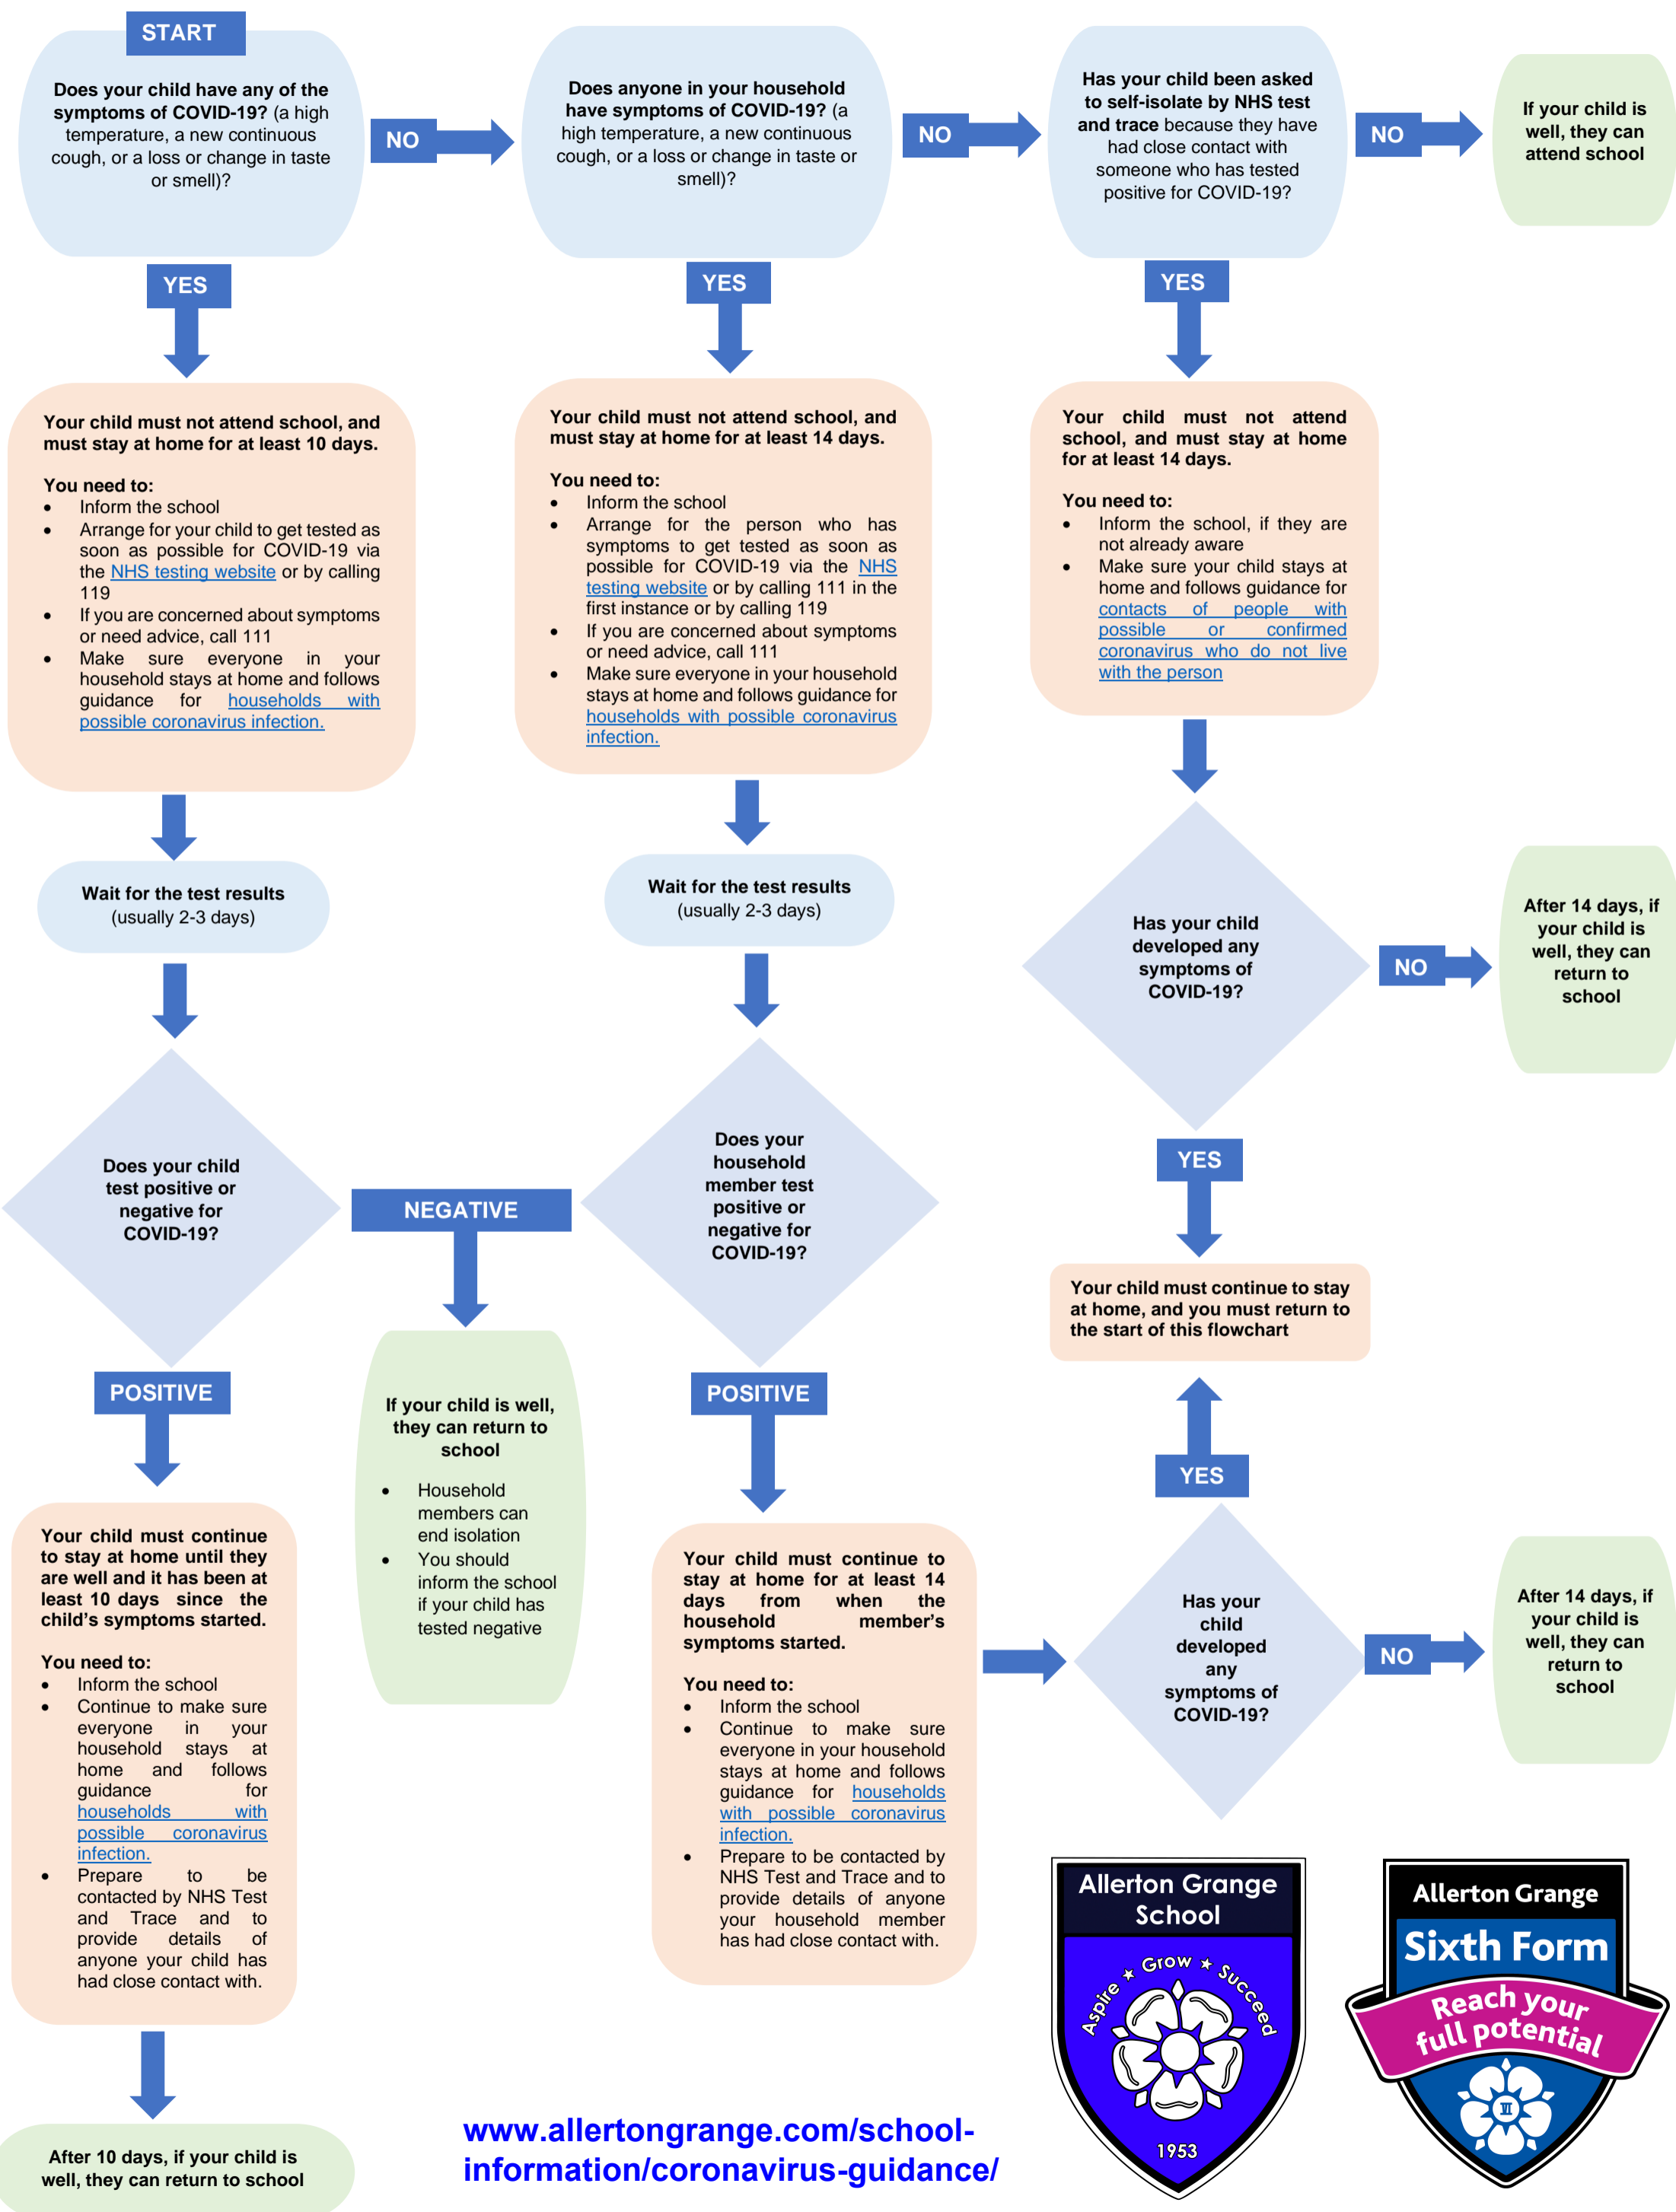 START
Does your child have any of the
symptoms of COVID-19? (a high
temperature, a new continuous
cough, or a loss or change in taste
or smell)?
NO
Does anyone in your household
have symptoms of COVID-19? (a
high temperature, a new continuous
cough, or a loss or change in taste or
smell)?
NO
Has your child been asked
to self-isolate by NHS test
and trace because they have
had close contact with
someone who has tested
positive for COVID-19?
NO
If your child is
well, they can
attend school
YES
YES
YES
Your child must not attend school, and
must stay at home for at least 10 days.
You need to:
• Inform the school
• Arrange for your child to get tested as
soon as possible for COVID-19 via
the NHS testing website or by calling
119
• If you are concerned about symptoms
or need advice, call 111
• Make sure everyone in your
household stays at home and follows
guidance for households with
possible coronavirus infection.
Your child must not attend school, and
must stay at home for at least 14 days.
You need to:
• Inform the school
• Arrange for the person who has
symptoms to get tested as soon as
possible for COVID-19 via the NHS
testing website or by calling 111 in the
first instance or by calling 119
• If you are concerned about symptoms
or need advice, call 111
• Make sure everyone in your household
stays at home and follows guidance for
households with possible coronavirus
infection.
Your child must not attend
school, and must stay at home
for at least 14 days.
You need to:
• Inform the school, if they are
not already aware
• Make sure your child stays at
home and follows guidance for
contacts of people with
possible or confirmed
coronavirus who do not live
with the person
Wait for the test results
(usually 2-3 days)
Wait for the test results
(usually 2-3 days)
Has your child
developed any
symptoms of
COVID-19?
NO
After 14 days, if
your child is
well, they can
return to
school
Does your child
test positive or
negative for
COVID-19?
NEGATIVE
Does your
household
member test
positive or
negative for
COVID-19?
YES
Your child must continue to stay
at home, and you must return to
the start of this flowchart
POSITIVE
If your child is well,
they can return to
school
• Household
members can
end isolation
• You should
inform the school
if your child has
tested negative
POSITIVE
YES
Your child must continue
to stay at home until they
are well and it has been at
least 10 days since the
child's symptoms started.
You need to:
• Inform the school
• Continue to make sure
everyone in your
household stays at
home and follows
guidance for
households with
possible coronavirus
infection.
• Prepare to be
contacted by NHS Test
and Trace and to
provide details of
anyone your child has
had close contact with.
Your child must continue to
stay at home for at least 14
days from when the
household member's
symptoms started.
You need to:
• Inform the school
• Continue to make sure
everyone in your household
stays at home and follows
guidance for households
with possible coronavirus
infection.
• Prepare to be contacted by
NHS Test and Trace and to
provide details of anyone
your household member
has had close contact with.
Has your
child
developed
any
symptoms of
COVID-19?
NO
After 14 days, if
your child is
well, they can
return to
school
After 10 days, if your child is
well, they can return to school
www.allertongrange.com/school-
information/coronavirus-guidance/
Allerton Grange
School
Aspire ★ Grow ★ Succeed
1953
Allerton Grange
Sixth Form
Reach your
full potential
VI